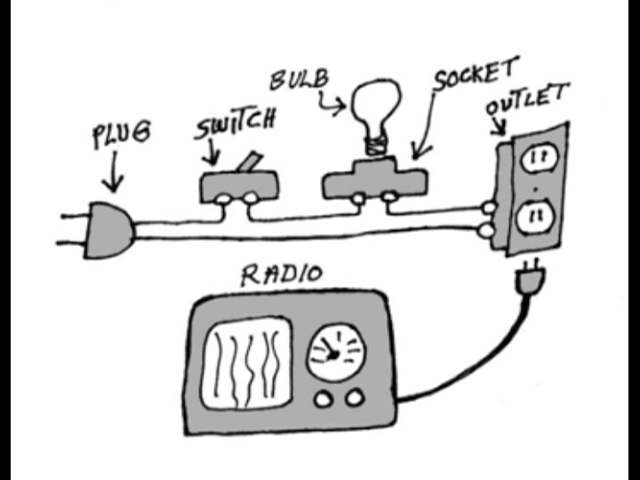 BULB
SOCKET
OUTLET
SWITCH
PLUG
RADIO